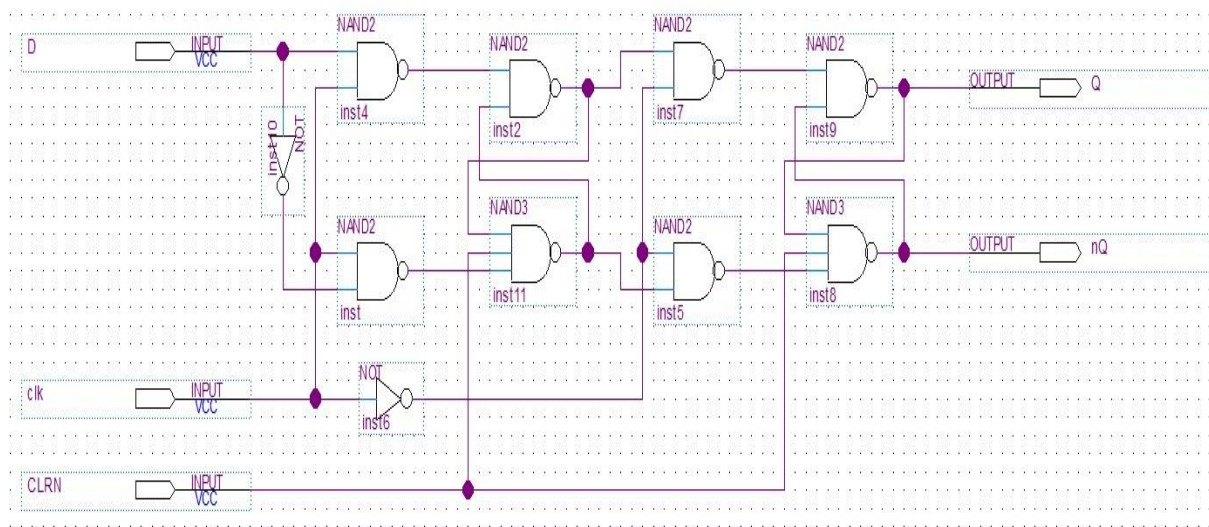 D
INPUT
VCC
NAND2
inst4
NAND2
inst2
NAND2
inst7
NAND2
inst9
OUTPUT
Q
inst10
NOT
NAND2
inst
NAND3
inst11
NAND2
inst5
NAND3
inst8
OUTPUT
nQ
clk
INPUT
VCC
NOT
inst6
CLRN
INPUT
VCC